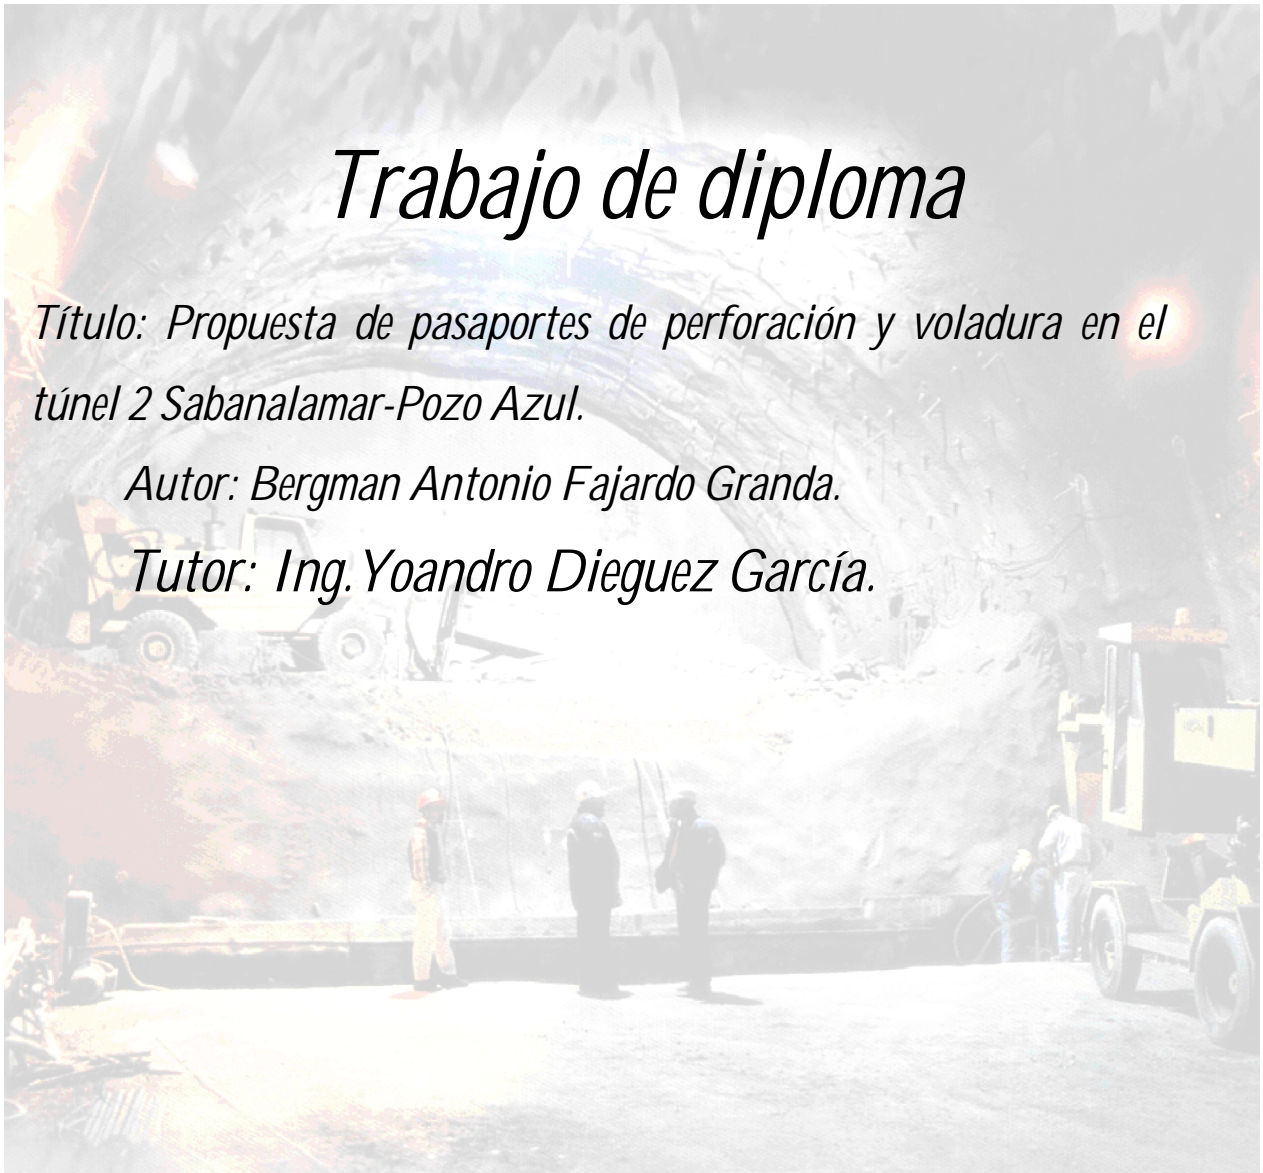 Trabajo de diploma
Título: Propuesta de pasaportes de perforación y voladura en el
túnel 2 Sabanalamar-Pozo Azul.
Autor: Bergman Antonio Fajardo Granda.
Tutor: Ing. Yoandro Dieguez García.